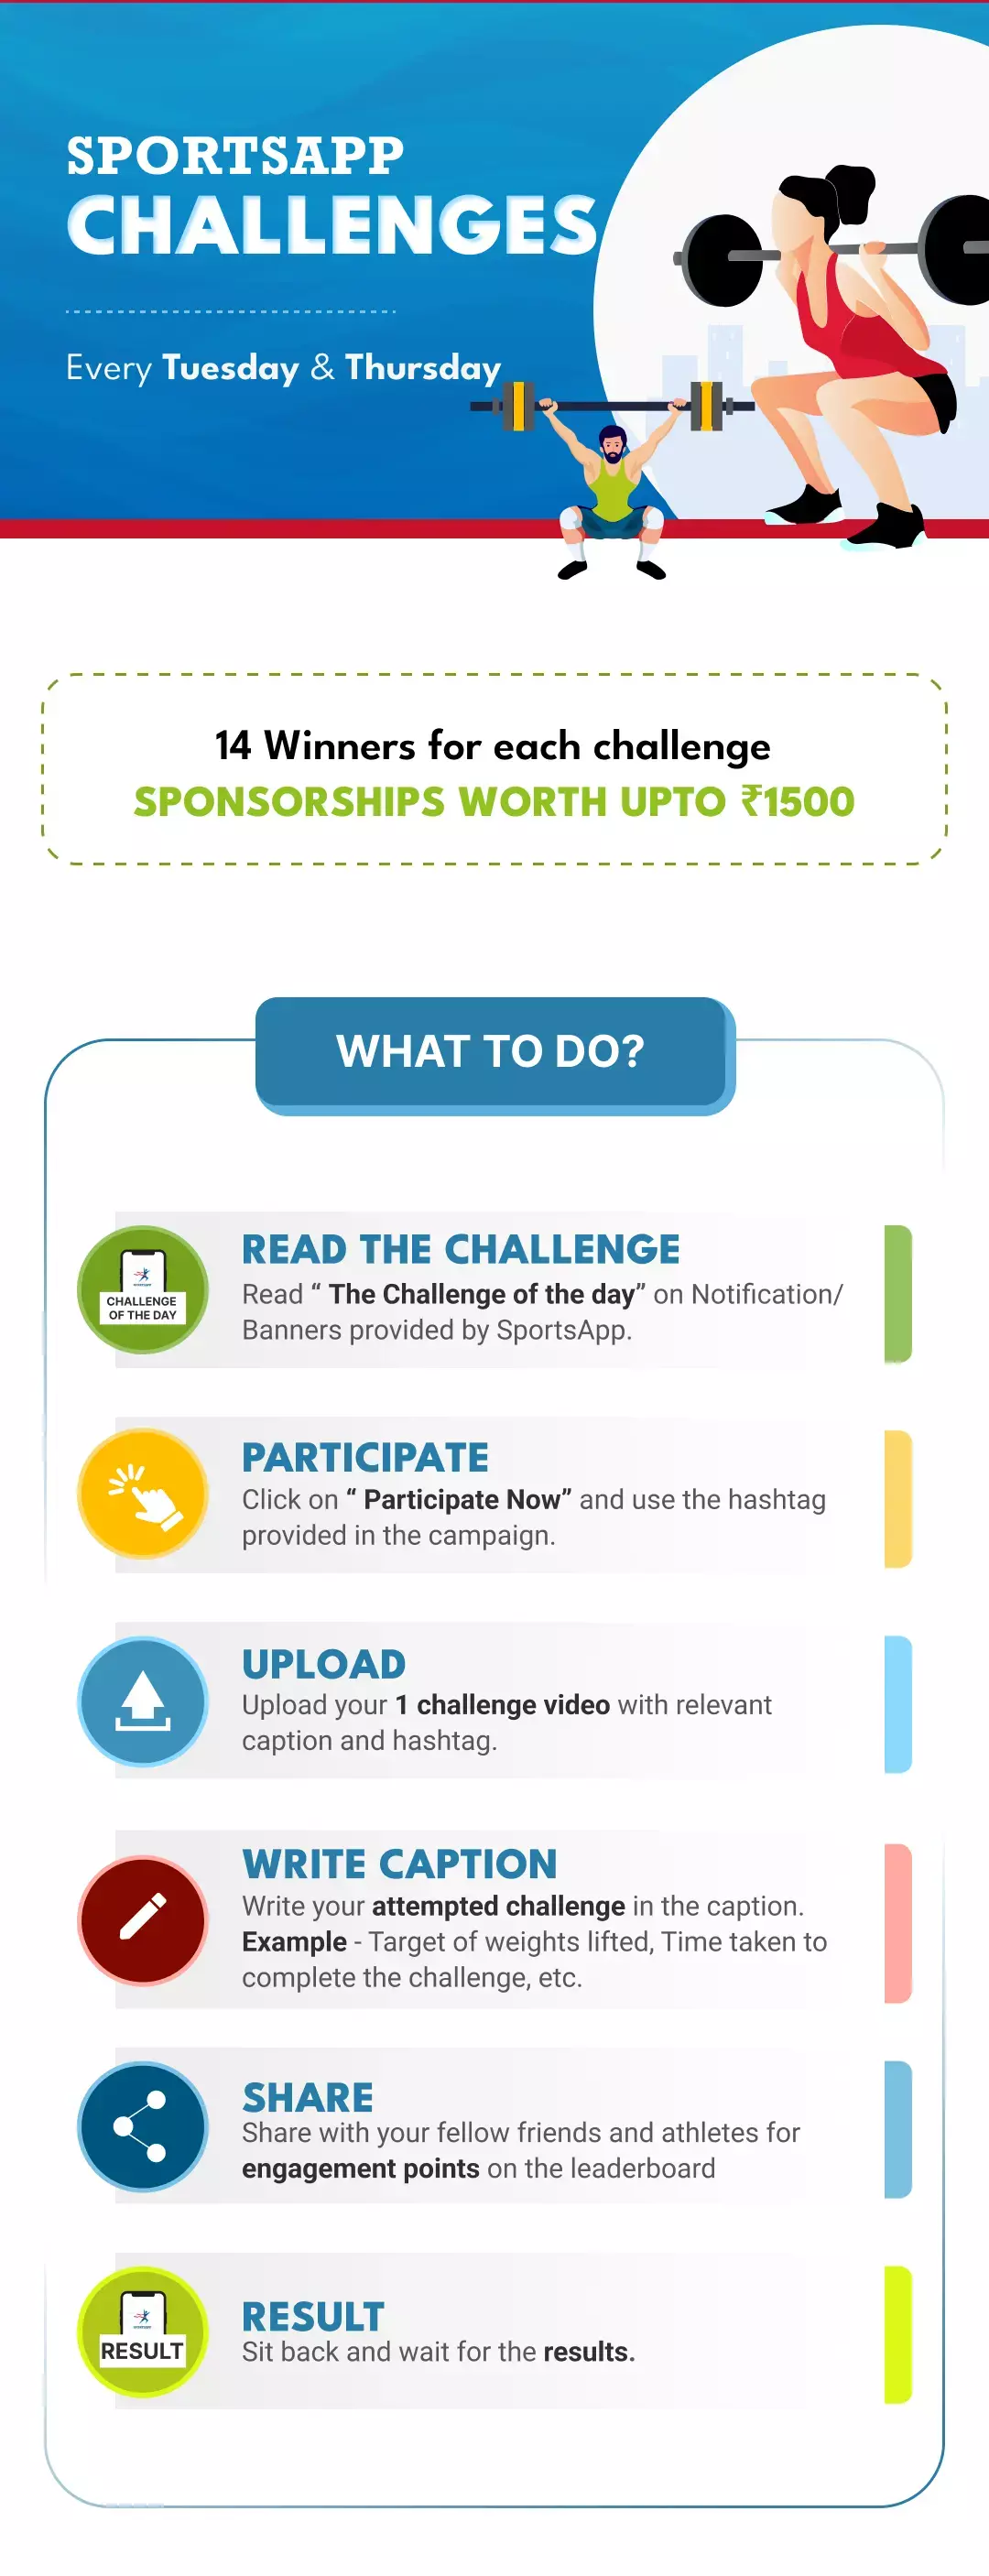 SPORTSAPP
CHALLENGES
Every Tuesday & Thursday
14 Winners for each challenge
SPONSORSHIPS WORTH UPTO ₹1500
WHAT TO DO?
CHALLENGE
OF THE DAY
READ THE CHALLENGE
Read “ The Challenge of the day” on Notification/
Banners provided by SportsApp.
PARTICIPATE
Click on “ Participate Now” and use the hashtag
provided in the campaign.
UPLOAD
Upload your 1 challenge video with relevant
caption and hashtag.
WRITE CAPTION
Write your attempted challenge in the caption.
Example - Target of weights lifted, Time taken to
complete the challenge, etc.
SHARE
Share with your fellow friends and athletes for
engagement points on the leaderboard
RESULT
RESULT
Sit back and wait for the results.